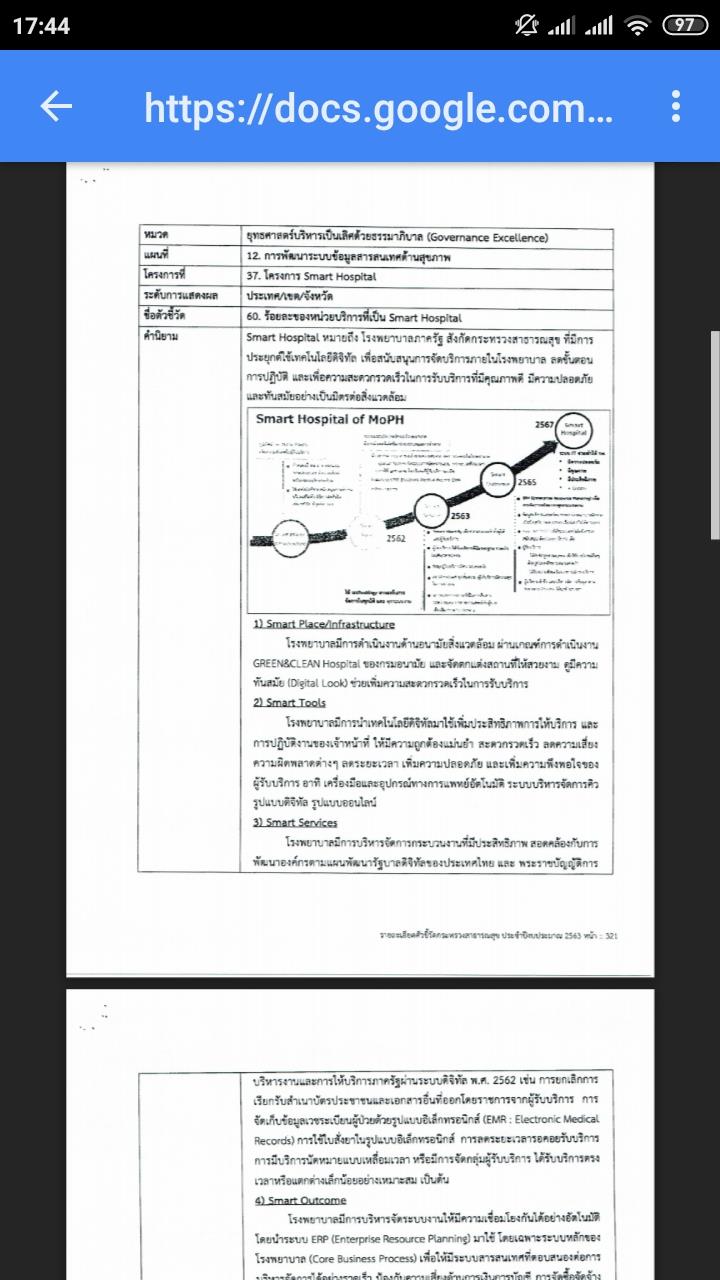 17:44
97
https://docs.google.com...
หมวด ยุทธศาสตร์บริหารเป็นเลิศด้วยธรรมาภิบาล (Governance Excellence)
แผนที่ 12. การพัฒนาระบบข้อมูลสารสนเทศด้านสุขภาพ
โครงการที่ 37. โครงการ Smart Hospital
ระดับการแสดงผล ประเทศ/เขต/จังหวัด
ชื่อตัวชี้วัด 60. ร้อยละของหน่วยบริการที่เป็น Smart Hospital
คำนิยาม Smart Hospital หมายถึง โรงพยาบาลภาครัฐ สังกัดกระทรวงสาธารณสุข ที่มีการ
ประยุกต์ใช้เทคโนโลยีดิจิทัล เพื่อสนับสนุนการจัดบริการภายในโรงพยาบาล ลดขั้นตอน
การปฏิบัติ และเพื่อความสะดวกรวดเร็วในการรับบริการที่มีคุณภาพดี มีความปลอดภัย
และทันสมัยอย่างเป็นมิตรต่อสิ่งแวดล้อม
Smart Hospital of MoPH
2567
Smart
Hospital
Smart
2565
2563
2562
1) Smart Place/Infrastructure
โรงพยาบาลมีการดำเนินงานด้านอนามัยสิ่งแวดล้อม ผ่านเกณฑ์การดำเนินงาน
GREEN&CLEAN Hospital ของกรมอนามัย และจัดตกแต่งสถานที่ให้สวยงาม ดูมีความ
ทันสมัย (Digital Look) ช่วยเพิ่มความสะดวกรวดเร็วในการรับบริการ
2) Smart Tools
โรงพยาบาลมีการนำเทคโนโลยีดิจิทัลมาใช้เพิ่มประสิทธิภาพการให้บริการ และ
การปฏิบัติงานของเจ้าหน้าที่ ให้มีความถูกต้องแม่นยำ สะดวกรวดเร็ว ลดความเสี่ยง
ความผิดพลาดต่างๆ ลดระยะเวลา เพิ่มความปลอดภัย และเพิ่มความพึงพอใจของ
ผู้รับบริการ อาทิ เครื่องมือและอุปกรณ์ทางการแพทย์อัตโนมัติ ระบบบริหารจัดการคิว
รูปแบบดิจิทัล รูปแบบออนไลน์
3) Smart Services
โรงพยาบาลมีการบริหารจัดการกระบวนงานที่มีประสิทธิภาพ สอดคล้องกับการ
พัฒนาองค์กรตามแผนพัฒนารัฐบาลดิจิทัลของประเทศไทย และ พระราชบัญญัติการ
รายละเอียดตัวชี้วัดกระทรวงสาธารณสุข ประจำปีงบประมาณ 2563 หน้า : 321
บริหารงานและการให้บริการภาครัฐผ่านระบบดิจิทัล พ.ศ. 2562 เช่น การยกเลิกการ
เรียกรับสำเนาบัตรประชาชนและเอกสารอื่นที่ออกโดยราชการจากผู้รับบริการ การ
จัดเก็บข้อมูลเวชระเบียนผู้ป่วยด้วยรูปแบบอิเล็กทรอนิกส์ (EMR : Electronic Medical
Records) การใช้ใบสั่งยาในรูปแบบอิเล็กทรอนิกส์ การลดระยะเวลารอคอยรับบริการ
การมีบริการนัดหมายแบบเหลื่อมเวลา หรือมีการจัดกลุ่มผู้รับบริการ ได้รับบริการตรง
เวลาหรือแตกต่างเล็กน้อยอย่างเหมาะสม เป็นต้น
4) Smart Outcome
โรงพยาบาลมีการบริหารจัดระบบงานให้มีความเชื่อมโยงกันได้อย่างอัตโนมัติ
โดยนำระบบ ERP (Enterprise Resource Planning) มาใช้ โดยเฉพาะระบบหลักของ
โรงพยาบาล (Core Business Process) เพื่อให้มีระบบสารสนเทศที่ตอบสนองต่อการ
บริหารจัดการได้อย่างรวดเร็ว ป้องกันความเสี่ยงด้านการเงินการบัญชี การจัดซื้อจัดจ้าง